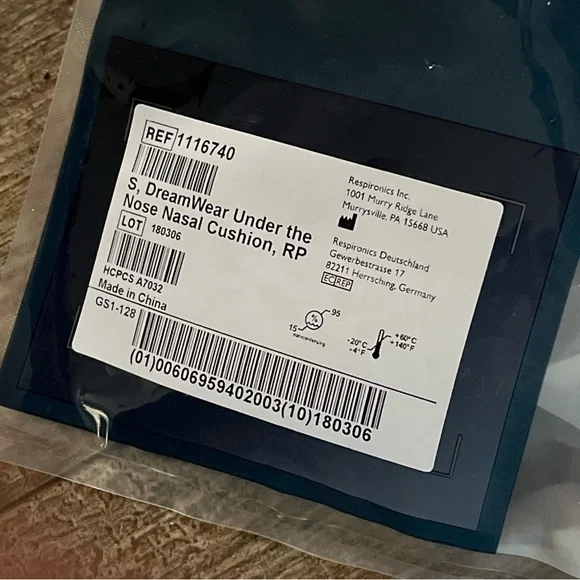 REF 1116740
S, DreamWear Under the
Nose Nasal Cushion, RP
LOT 180306
HCPCS A7032
Made in China
GS1-128
(01)00606959402003(10)180306
Respironics Inc.
1001 Murry Ridge Lane
Murrysville, PA 15668 USA
Respironics Deutschland
Gewerbestrasse 17
82211 Herrsching, Germany
EC REP
95
%
15
non-condensing
-20°C
-4°F
+60°C
+140°F